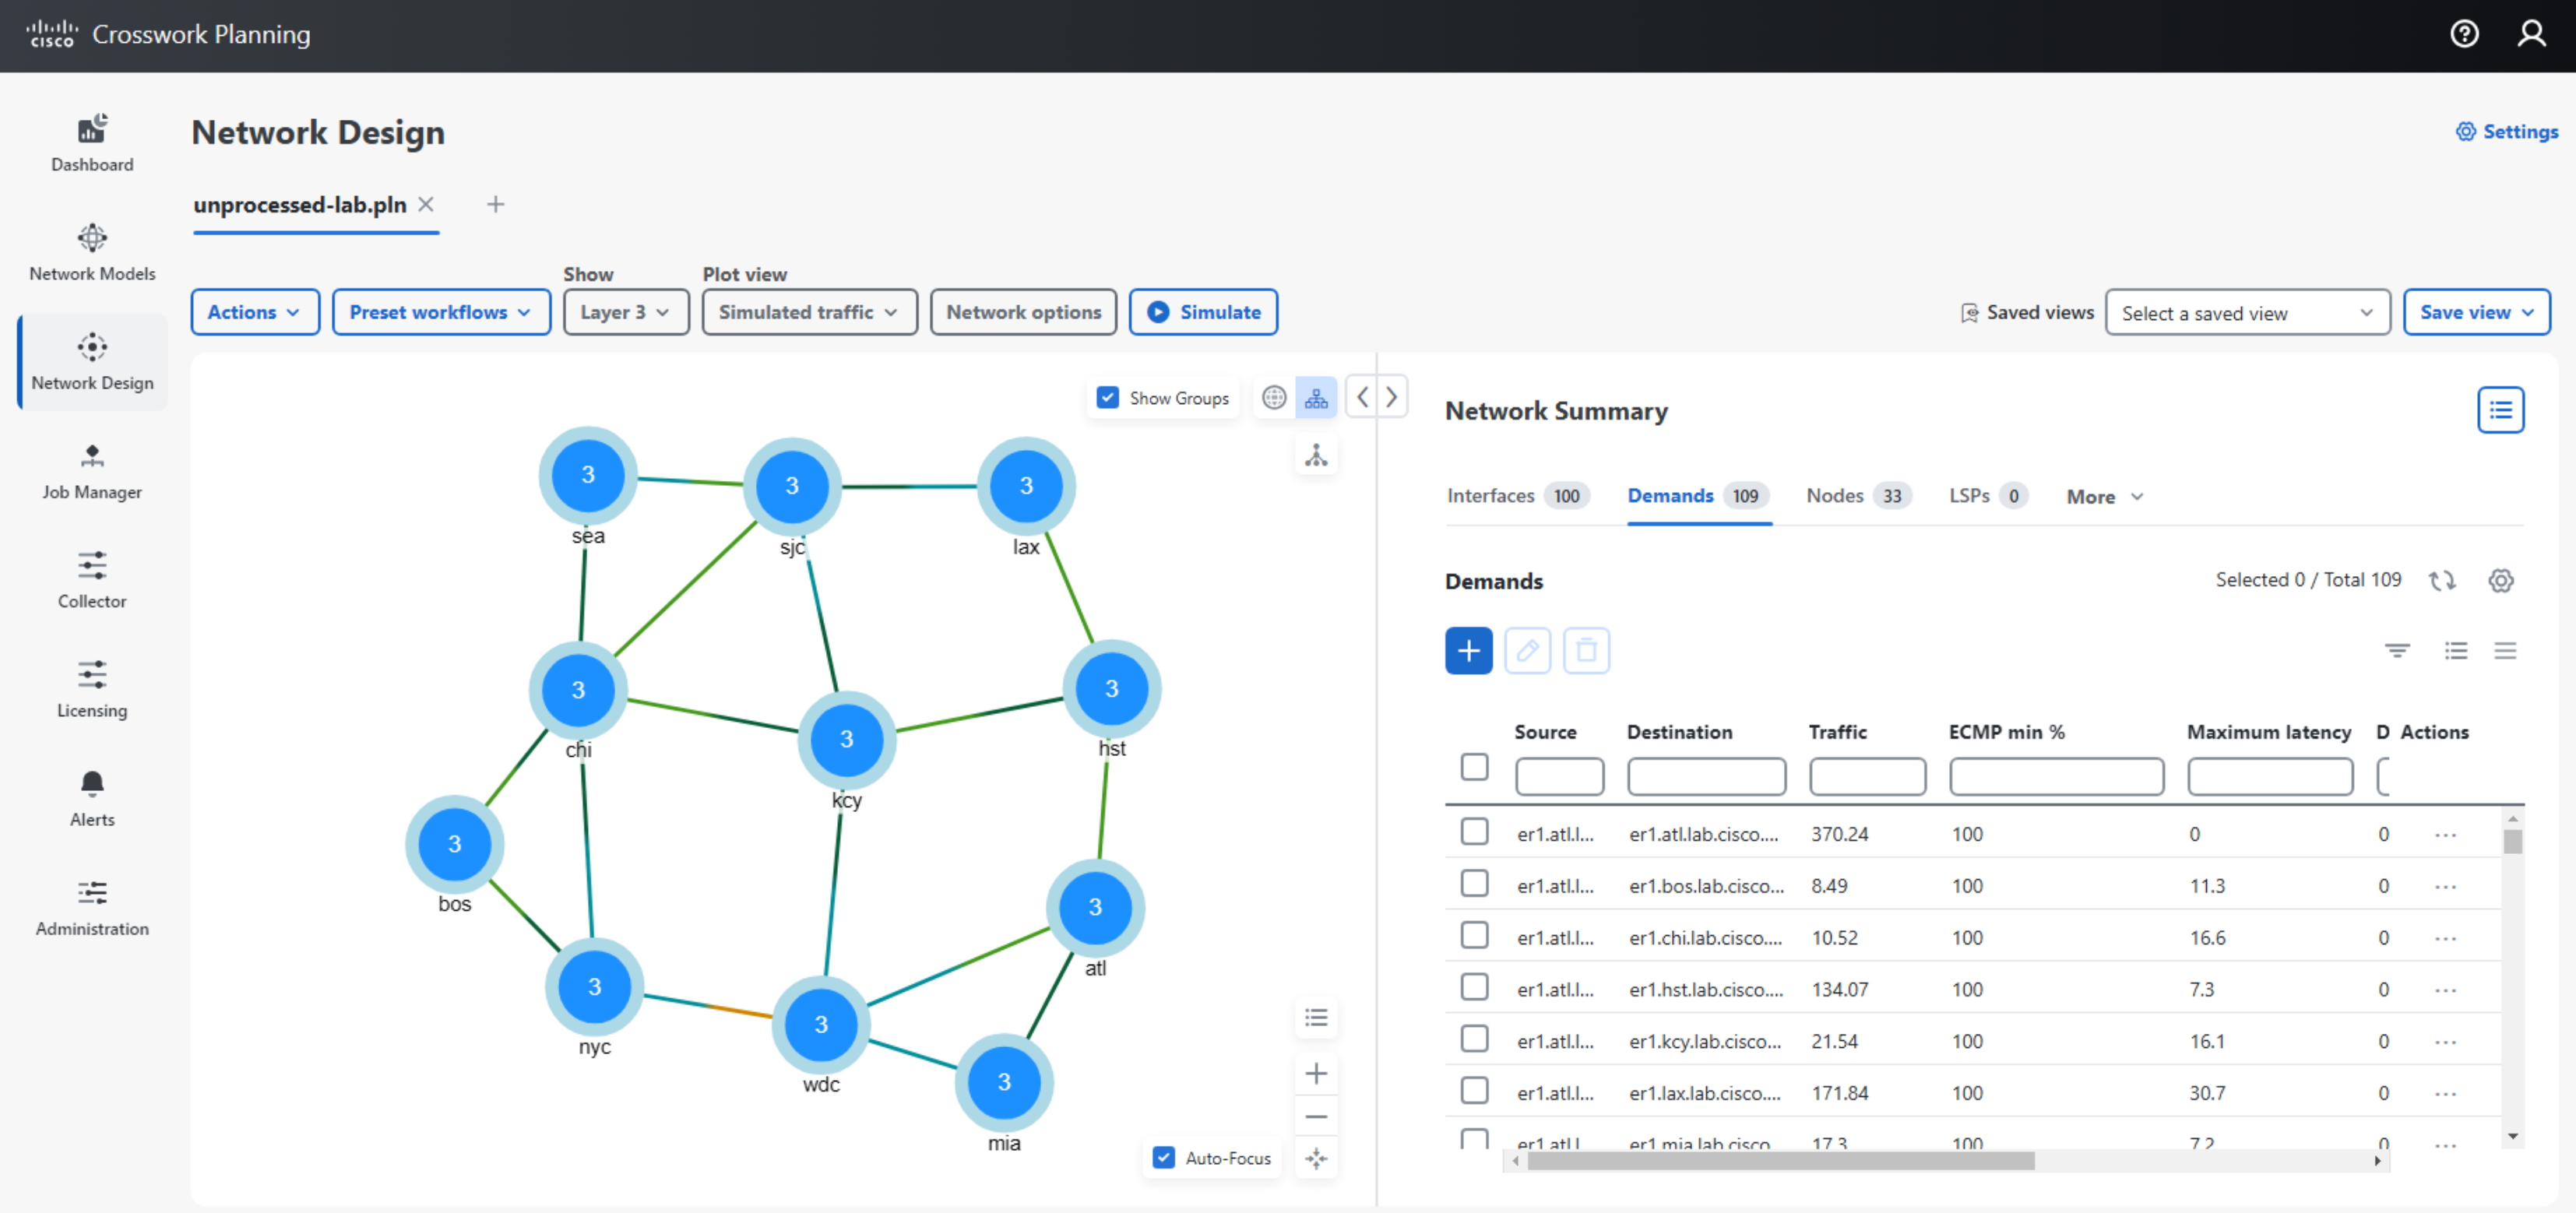 cisco Crosswork Planning
Dashboard
Network Models
Network Design
Job Manager
Collector
Licensing
Alerts
Administration
Network Design
Settings
unprocessed-lab.pln
Show
Plot view
Actions
Preset workflows
Layer 3
Simulated traffic
Network options
Simulate
Saved views
Select a saved view
Save view
Show Groups
3
sea
3
sjc
3
lax
3
chi
3
kcy
3
hst
3
bos
3
nyc
3
wdc
3
atl
3
mia
Auto-Focus
Network Summary
Interfaces 100 Demands 109 Nodes 33 LSPs 0 More
Demands
Selected 0 / Total 109
Source Destination Traffic ECMP min % Maximum latency D Actions
er1.atl.l... er1.atl.lab.cisco.... 370.24 100 0 0 ...
er1.atl.l... er1.bos.lab.cisco... 8.49 100 11.3 0 ...
er1.atl.l... er1.chi.lab.cisco.... 10.52 100 16.6 0 ...
er1.atl.l... er1.hst.lab.cisco.... 134.07 100 7.3 0 ...
er1.atl.l... er1.kcy.lab.cisco... 21.54 100 16.1 0 ...
er1.atl.l... er1.lax.lab.cisco.... 171.84 100 30.7 0 ...
er1.atl.l er1.mia.lab.cisco 17.3 100 7.2 0 ...